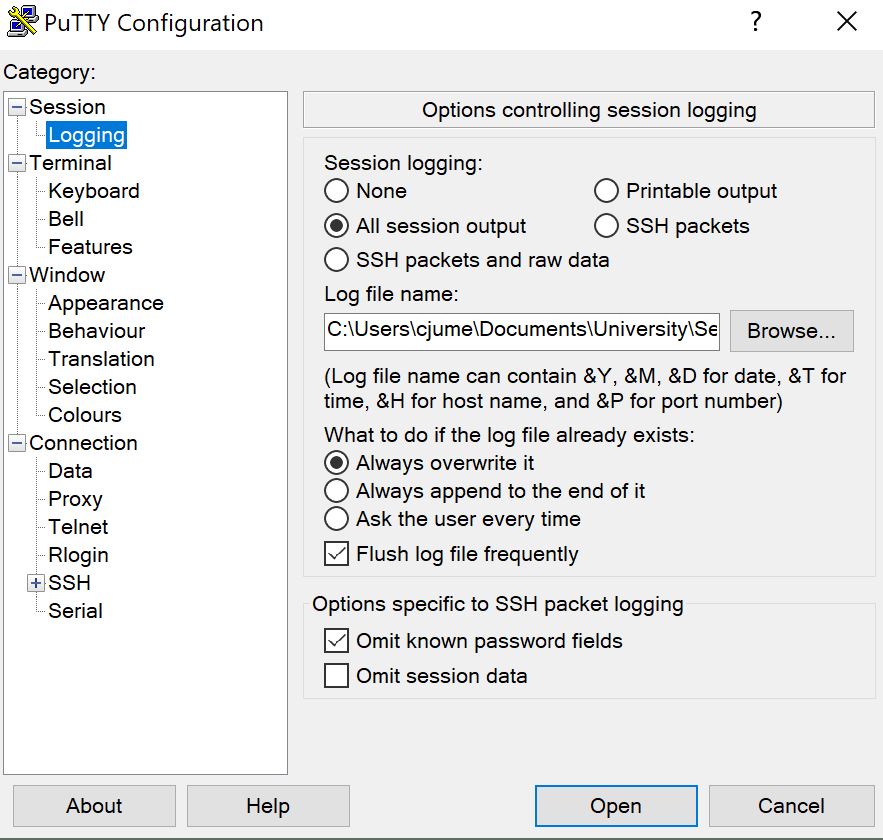 PuTTY Configuration
?
Category:
Session
Logging
Terminal
Keyboard
Bell
Features
Window
Appearance
Behaviour
Translation
Selection
Colours
Connection
Data
Proxy
Telnet
Rlogin
SSH
Serial
Options controlling session logging
Session logging:
None
Printable output
All session output
SSH packets
SSH packets and raw data
Log file name:
C:\Users\cjume\Documents\University\Se
Browse...
(Log file name can contain &Y, &M, &D for date, &T for
time, &H for host name, and &P for port number)
What to do if the log file already exists:
Always overwrite it
Always append to the end of it
Ask the user every time
Flush log file frequently
Options specific to SSH packet logging
Omit known password fields
Omit session data
About
Help
Open
Cancel